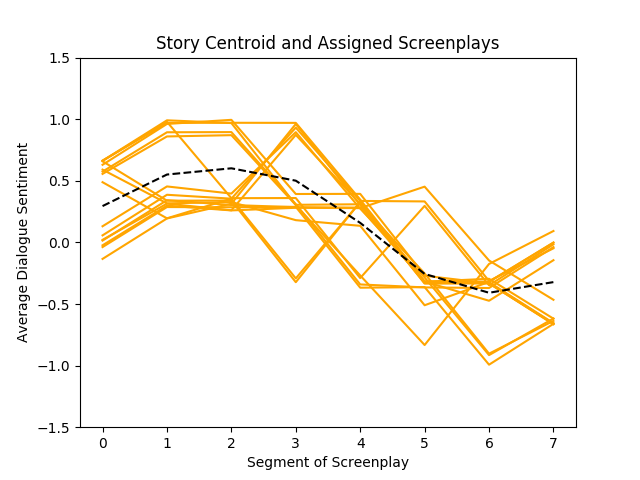 Story Centroid and Assigned Screenplays
Average Dialogue Sentiment
1.5
1.0
0.5
0.0
−0.5
−1.0
−1.5
0 1 2 3 4 5 6 7
Segment of Screenplay